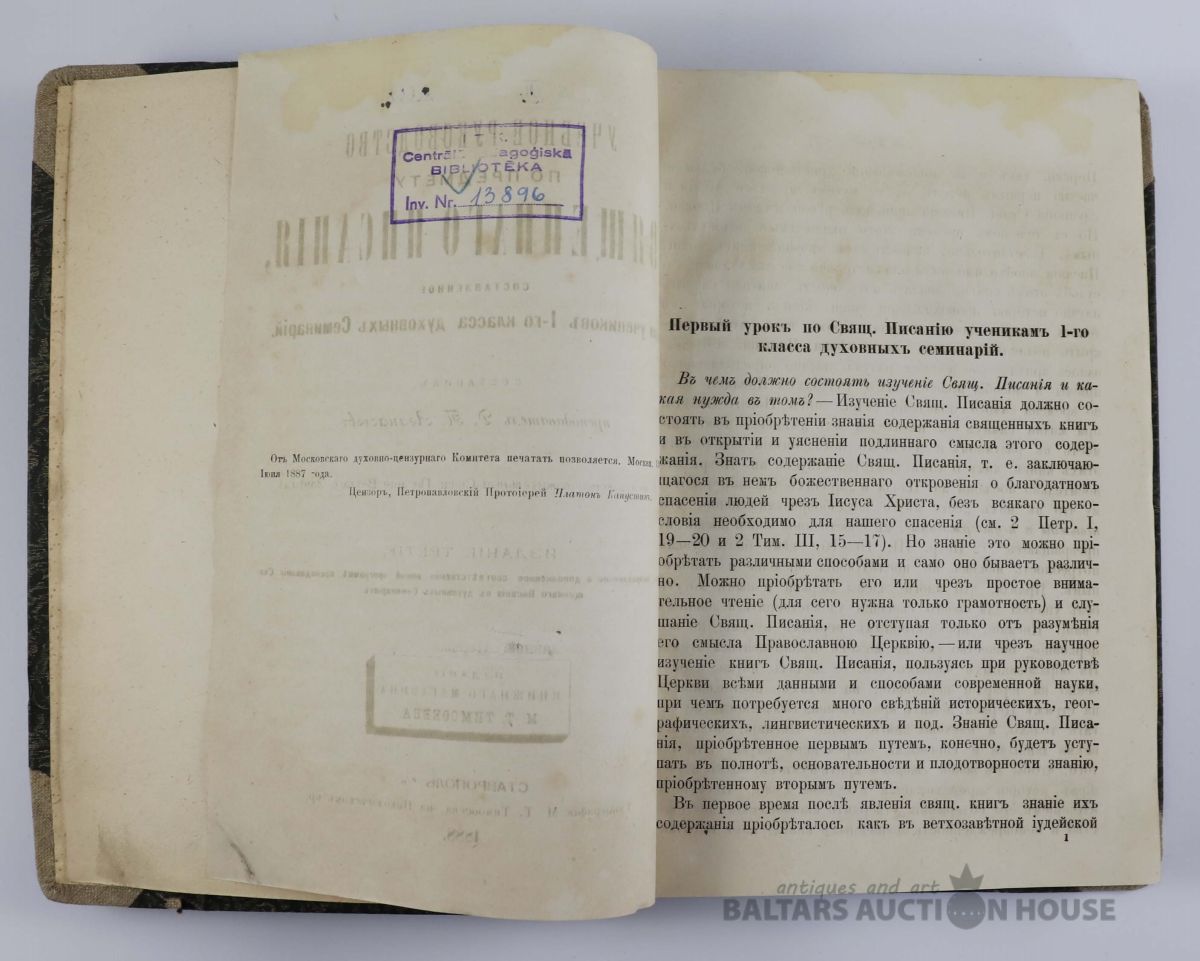 Centrālā
BIBLIOTĒKA
Inv. Nr. 13896
Отъ Московскаго духовно-цензурнаго Комитета печатать позволяется. Москва,
Іюня 1887 года.
Цензоръ, Петропавловскій Протоіерей Платонъ Капустинъ.
Первый урокъ по Свящ. Писанію ученикамъ 1-го
класса духовныхъ семинарій.
Въ чемъ должно состоять изученіе Свящ. Писанія и ка-
кая нужда въ томъ? — Изученіе Свящ. Писанія должно со-
стоять въ пріобрѣтеніи знанія содержанія священныхъ книгъ
и въ открытіи и уясненіи подлиннаго смысла этого содер-
жанія. Знать содержаніе Свящ. Писанія, т. е. заключаю-
щагося въ немъ божественнаго откровенія о благодатномъ
спасеніи людей чрезъ Іисуса Христа, безъ всякаго преко-
словія необходимо для нашего спасенія (см. 2 Петр. I,
19—20 и 2 Тим. III, 15—17). Но знаніе это можно прі-
обрѣтать различными способами и само оно бываетъ различ-
но. Можно пріобрѣтать его или чрезъ простое внима-
тельное чтеніе (для сего нужна только грамотность) и слу-
шаніе Свящ. Писанія, не отступая только отъ разумѣнія
его смысла Православною Церквію, — или чрезъ научное
изученіе книгъ Свящ. Писанія, пользуясь при руководствѣ
Церкви всѣми данными и способами современной науки,
при чемъ потребуется много свѣдѣній историческихъ, геог-
рафическихъ, лингвистическихъ и под. Знаніе Свящ. Писа-
нія, пріобрѣтенное первымъ путемъ, конечно, будетъ усту-
пать въ полнотѣ, основательности и плодотворности знанію,
пріобрѣтенному вторымъ путемъ.
Въ первое время послѣ явленія свящ. книгъ знаніе ихъ
содержанія пріобрѣталось какъ въ ветхозавѣтной іудейской
1
antiques and art
BALTARS AUCTION HOUSE